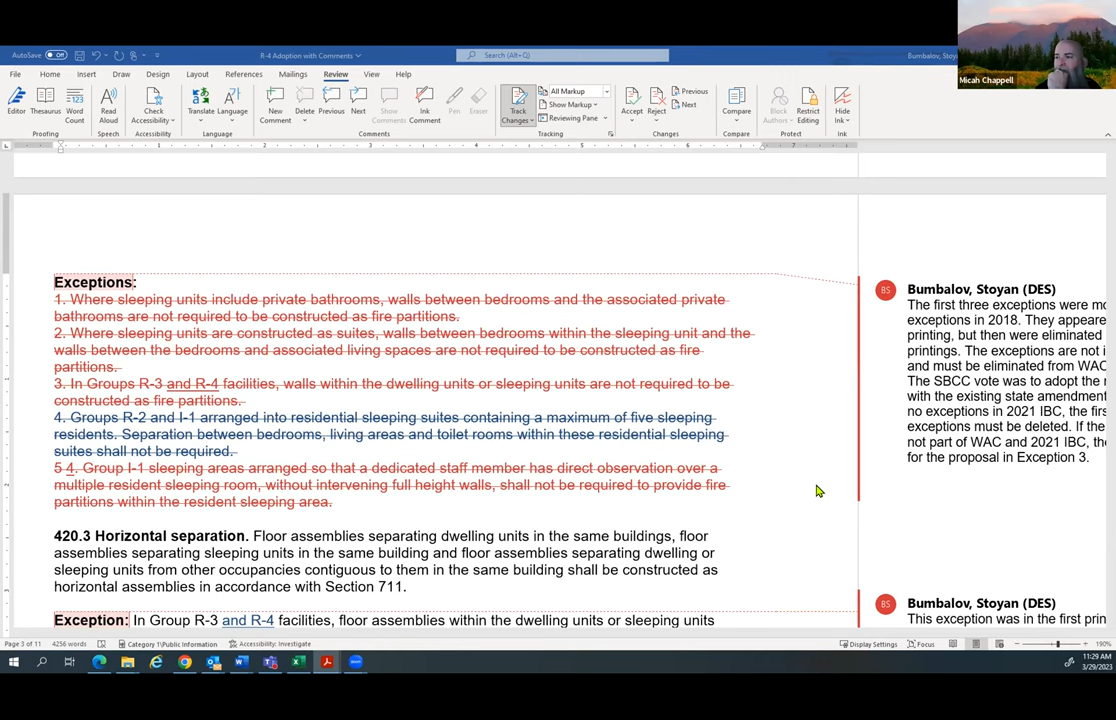 AutoSave Off
R-4 Adoption with Comments
Search (Alt+Q)
Bumbalov, Stoya
Micah Chappell
File Home Insert Draw Design Layout References Mailings Review View Help
Editor Thesaurus Word Count
Read Aloud
Check Accessibility
Translate Language
New Comment Delete Previous Next Show Comments Ink Comment
Pen Eraser
Track Changes
All Markup
Show Markup
Reviewing Pane
Accept Reject
Previous
Next
Compare
Block Authors Restrict Editing
Hide Ink
Proofing Speech Accessibility Language Comments Tracking Changes Compare Protect Ink
1 2 3 4 5 6 7
Exceptions:
1. Where sleeping units include private bathrooms, walls between bedrooms and the associated private
bathrooms are not required to be constructed as fire partitions.
2. Where sleeping units are constructed as suites, walls between bedrooms within the sleeping unit and the
walls between the bedrooms and associated living spaces are not required to be constructed as fire
partitions.
3. In Groups R-3 and R-4 facilities, walls within the dwelling units or sleeping units are not required to be
constructed as fire partitions.
4. Groups R-2 and I-1 arranged into residential sleeping suites containing a maximum of five sleeping
residents. Separation between bedrooms, living areas and toilet rooms within these residential sleeping
suites shall not be required.
5 4. Group I-1 sleeping areas arranged so that a dedicated staff member has direct observation over a
multiple resident sleeping room, without intervening full height walls, shall not be required to provide fire
partitions within the resident sleeping area.
420.3 Horizontal separation. Floor assemblies separating dwelling units in the same buildings, floor
assemblies separating sleeping units in the same building and floor assemblies separating dwelling or
sleeping units from other occupancies contiguous to them in the same building shall be constructed as
horizontal assemblies in accordance with Section 711.
Exception: In Group R-3 and R-4 facilities, floor assemblies within the dwelling units or sleeping units
BS
Bumbalov, Stoyan (DES)
The first three exceptions were mo
exceptions in 2018. They appeare
printing, but then were eliminated
printings. The exceptions are not i
and must be eliminated from WAC
The SBCC vote was to adopt the
with the existing state amendment
no exceptions in 2021 IBC, the firs
exceptions must be deleted. If the
not part of WAC and 2021 IBC, the
for the proposal in Exception 3.
BS
Bumbalov, Stoyan (DES)
This exception was in the first prin
Page 3 of 11 4256 words Category 1\Public Information Accessibility: Investigate
Display Settings Focus 190%
11:29 AM
3/29/2023